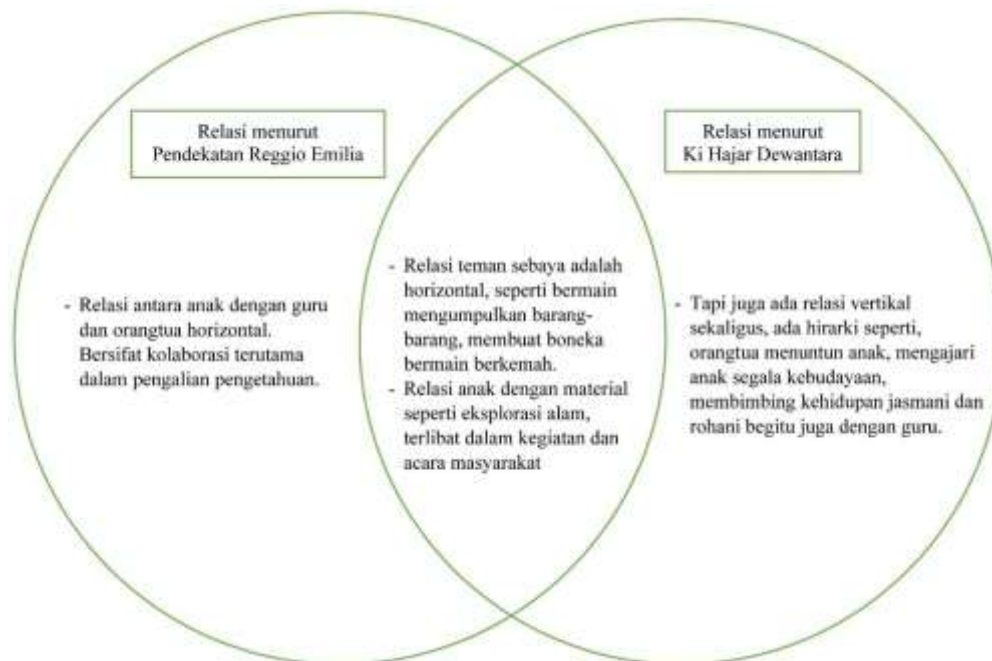 Relasi menurut
Pendekatan Reggio Emilia
- Relasi antara anak dengan guru
dan orangtua horizontal.
Bersifat kolaborasi terutama
dalam pengalian pengetahuan.
- Relasi teman sebaya adalah
horizontal, seperti bermain
mengumpulkan barang-
barang, membuat boneka
bermain berkemah.
- Relasi anak dengan material
seperti eksplorasi alam,
terlibat dalam kegiatan dan
acara masyarakat
Relasi menurut
Ki Hajar Dewantara
- Tapi juga ada relasi vertikal
sekaligus, ada hirarki seperti,
orangtua menuntun anak, mengajari
anak segala kebudayaan,
membimbing kehidupan jasmani dan
rohani begitu juga dengan guru.